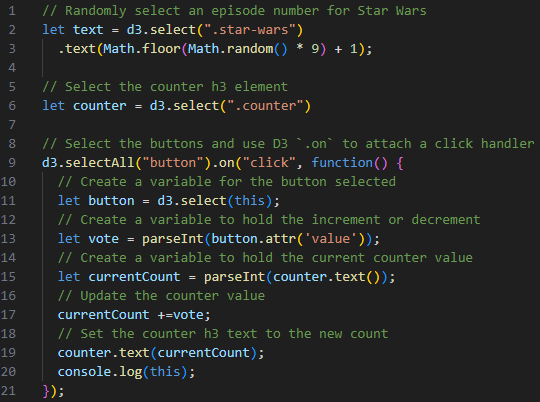 1 // Randomly select an episode number for Star Wars
2 let text = d3.select(".star-wars")
3   .text(Math.floor(Math.random() * 9) + 1);
4
5 // Select the counter h3 element
6 let counter = d3.select(".counter")
7
8 // Select the buttons and use D3 `.on` to attach a click handler
9 d3.selectAll("button").on("click", function() {
10   // Create a variable for the button selected
11   let button = d3.select(this);
12   // Create a variable to hold the increment or decrement
13   let vote = parseInt(button.attr('value'));
14   // Create a variable to hold the current counter value
15   let currentCount = parseInt(counter.text());
16   // Update the counter value
17   currentCount +=vote;
18   // Set the counter h3 text to the new count
19   counter.text(currentCount);
20   console.log(this);
21 });